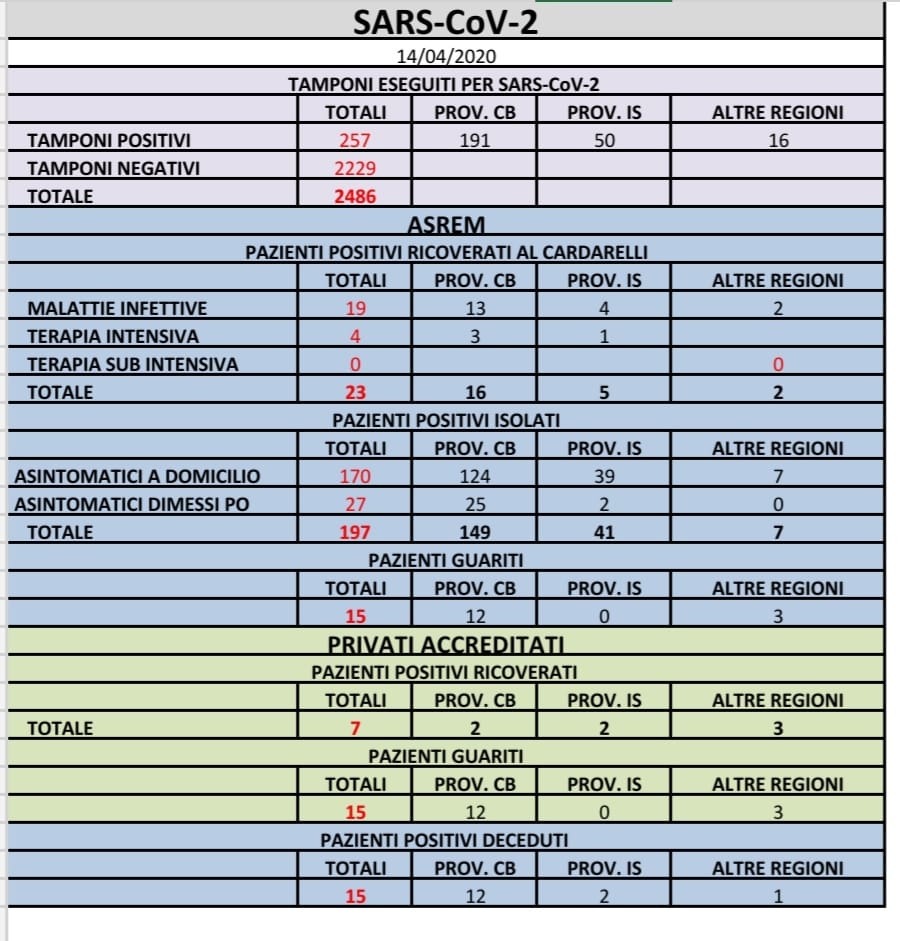 SARS-CoV-2
14/04/2020
TAMPONI ESEGUITI PER SARS-CoV-2
TOTALI PROV. CB PROV. IS ALTRE REGIONI
TAMPONI POSITIVI 257 191 50 16
TAMPONI NEGATIVI 2229
TOTALE 2486
ASREM
PAZIENTI POSITIVI RICOVERATI AL CARDARELLI
TOTALI PROV. CB PROV. IS ALTRE REGIONI
MALATTIE INFETTIVE 19 13 4 2
TERAPIA INTENSIVA 4 3 1
TERAPIA SUB INTENSIVA 0 0
TOTALE 23 16 5 2
PAZIENTI POSITIVI ISOLATI
TOTALI PROV. CB PROV. IS ALTRE REGIONI
ASINTOMATICI A DOMICILIO 170 124 39 7
ASINTOMATICI DIMESSI PO 27 25 2 0
TOTALE 197 149 41 7
PAZIENTI GUARITI
TOTALI PROV. CB PROV. IS ALTRE REGIONI
15 12 0 3
PRIVATI ACCREDITATI
PAZIENTI POSITIVI RICOVERATI
TOTALI PROV. CB PROV. IS ALTRE REGIONI
TOTALE 7 2 2 3
PAZIENTI GUARITI
TOTALI PROV. CB PROV. IS ALTRE REGIONI
15 12 0 3
PAZIENTI POSITIVI DECEDUTI
TOTALI PROV. CB PROV. IS ALTRE REGIONI
15 12 2 1